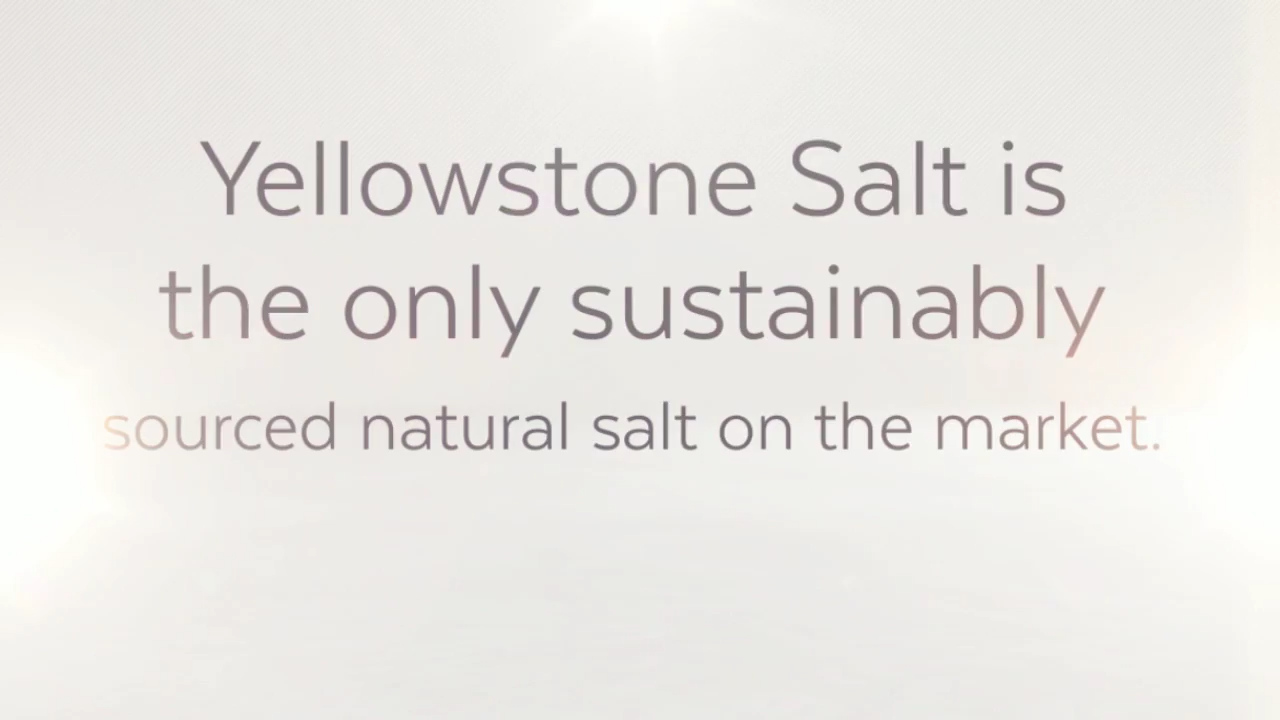 Yellowstone Salt is
the only sustainably
sourced natural salt on the market.